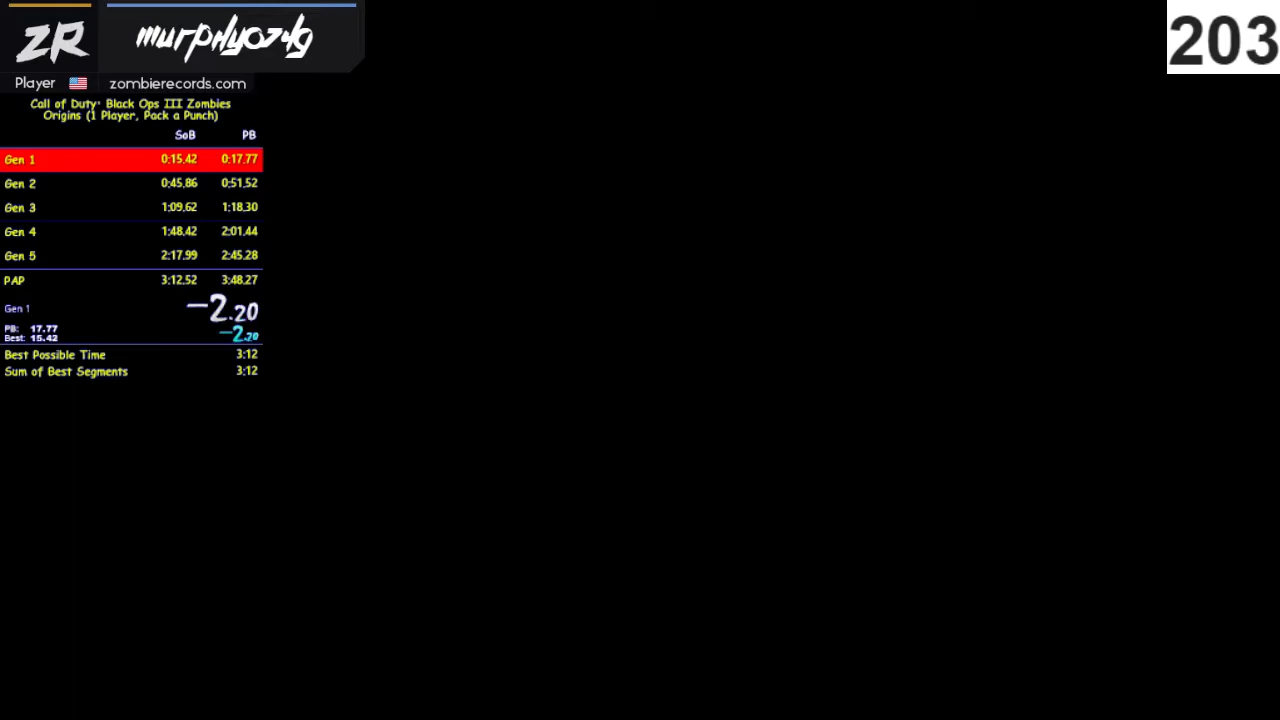 ZR murphyo74g
203
Player zombierecords.com
Call of Duty: Black Ops III Zombies
Origins (1 Player, Pack a Punch)
SoB PB
Gen 1 0:15.42 0:17.77
Gen 2 0:45.86 0:51.52
Gen 3 1:09.62 1:18.30
Gen 4 1:48.42 2:01.44
Gen 5 2:17.99 2:45.28
PAP 3:12.52 3:48.27
Gen 1 −2.20
PB: 17.77 −2.20
Best: 15.42
Best Possible Time 3:12
Sum of Best Segments 3:12